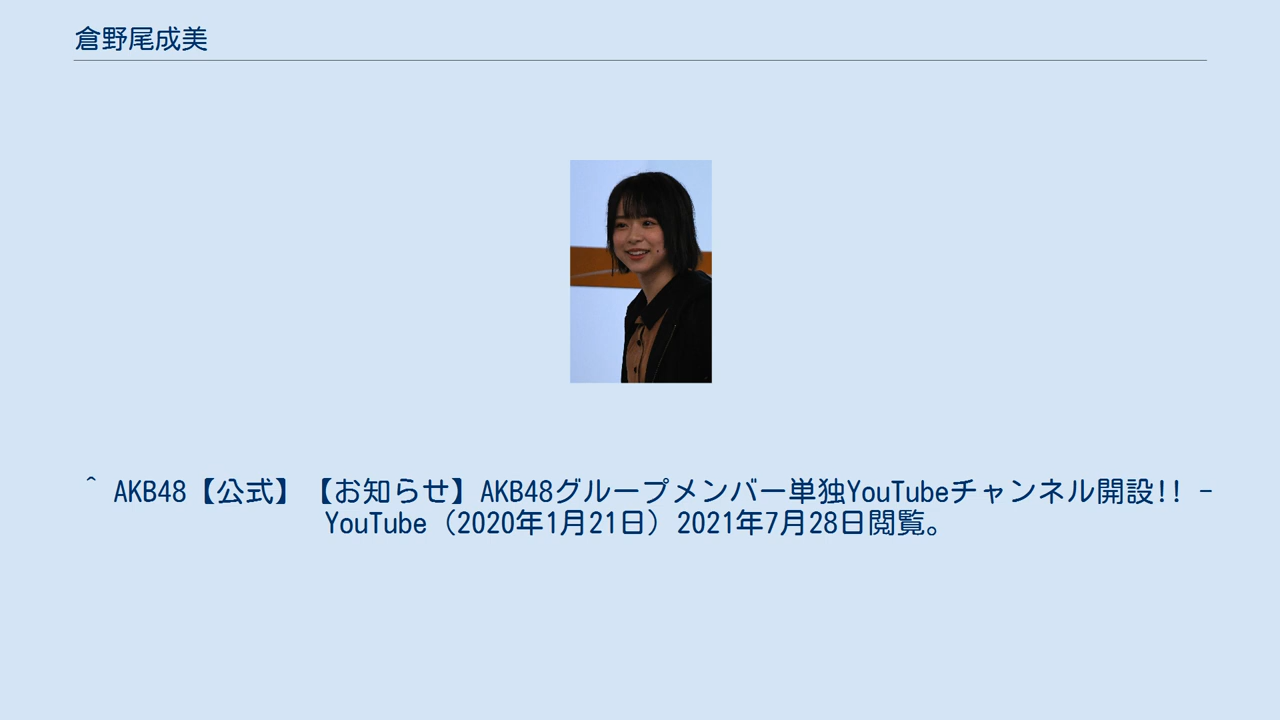 倉野尾成美
^ AKB48【公式】【お知らせ】AKB48グループメンバー単独YouTubeチャンネル開設!! -
YouTube（2020年1月21日）2021年7月28日閲覧。